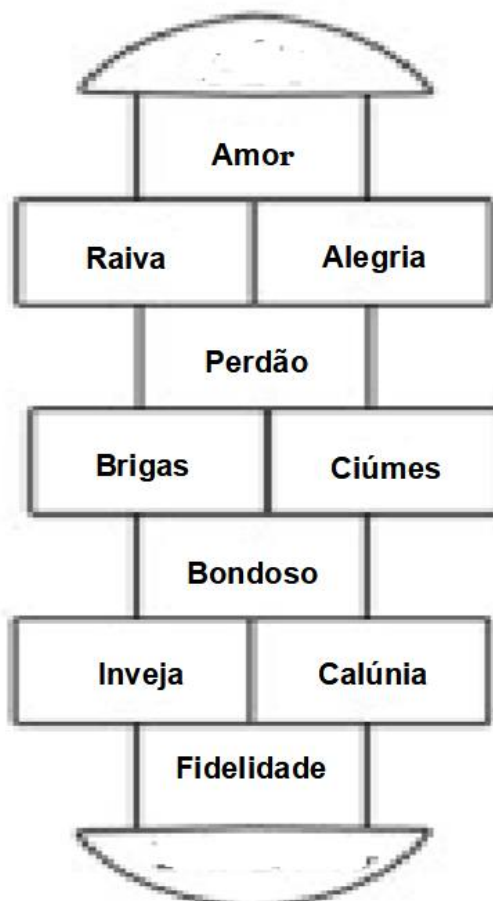 Amor
Raiva Alegria
Perdão
Brigas Ciúmes
Bondoso
Inveja Calúnia
Fidelidade